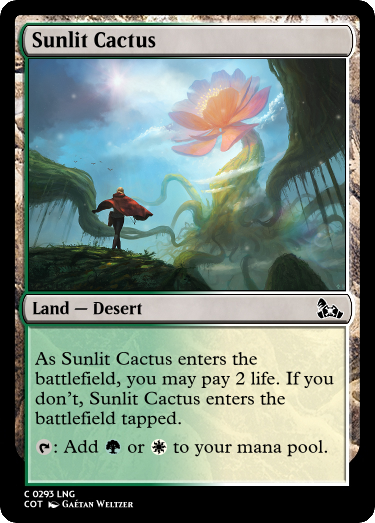 Sunlit Cactus
Land — Desert
As Sunlit Cactus enters the
battlefield, you may pay 2 life. If you
don't, Sunlit Cactus enters the
battlefield tapped.
: Add or to your mana pool.
C 0293 LNG
COT Gaétan Weltzer